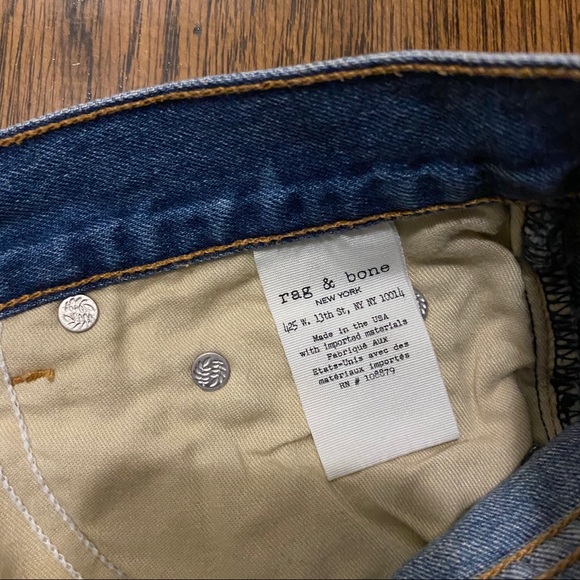 rag & bone
NEW YORK
425 W. 13th St, NY NY 10014
Made in the USA
with imported materials
Fabriqué Aux
Etats-Unis avec des
matériaux importés
RN # 108879